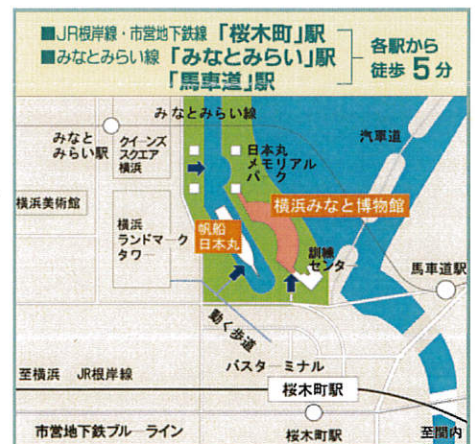 ■JR根岸線・市営地下鉄線「桜木町」駅
■みなとみらい線「みなとみらい」駅
「馬車道」駅
各駅から
徒歩 5 分
みなとみらい線
みなと
みらい駅
クイーンズ
スクエア
横浜
日本丸
メモリアル
パーク
汽車道
横浜美術館
横浜みなと博物館
横浜
ランドマーク
タワー
帆船
日本丸
訓練
センター
馬車道駅
動く歩道
バスターミナル
至横浜 JR根岸線
桜木町駅
市営地下鉄ブルーライン
桜木町駅
至関内